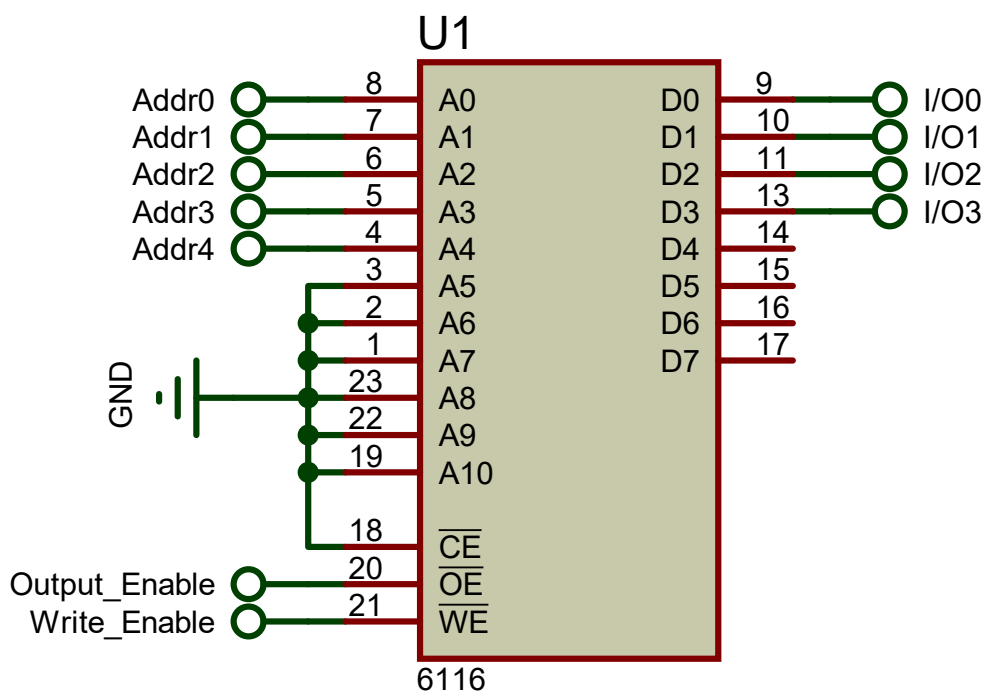 U1
Addr0 8 A0 D0 9 I/O0
Addr1 7 A1 D1 10 I/O1
Addr2 6 A2 D2 11 I/O2
Addr3 5 A3 D3 13 I/O3
Addr4 4 A4 D4 14
3 A5 D5 15
2 A6 D6 16
1 A7 D7 17
GND 23 A8
22 A9
19 A10
18 CE
Output_Enable 20 OE
Write_Enable 21 WE
6116